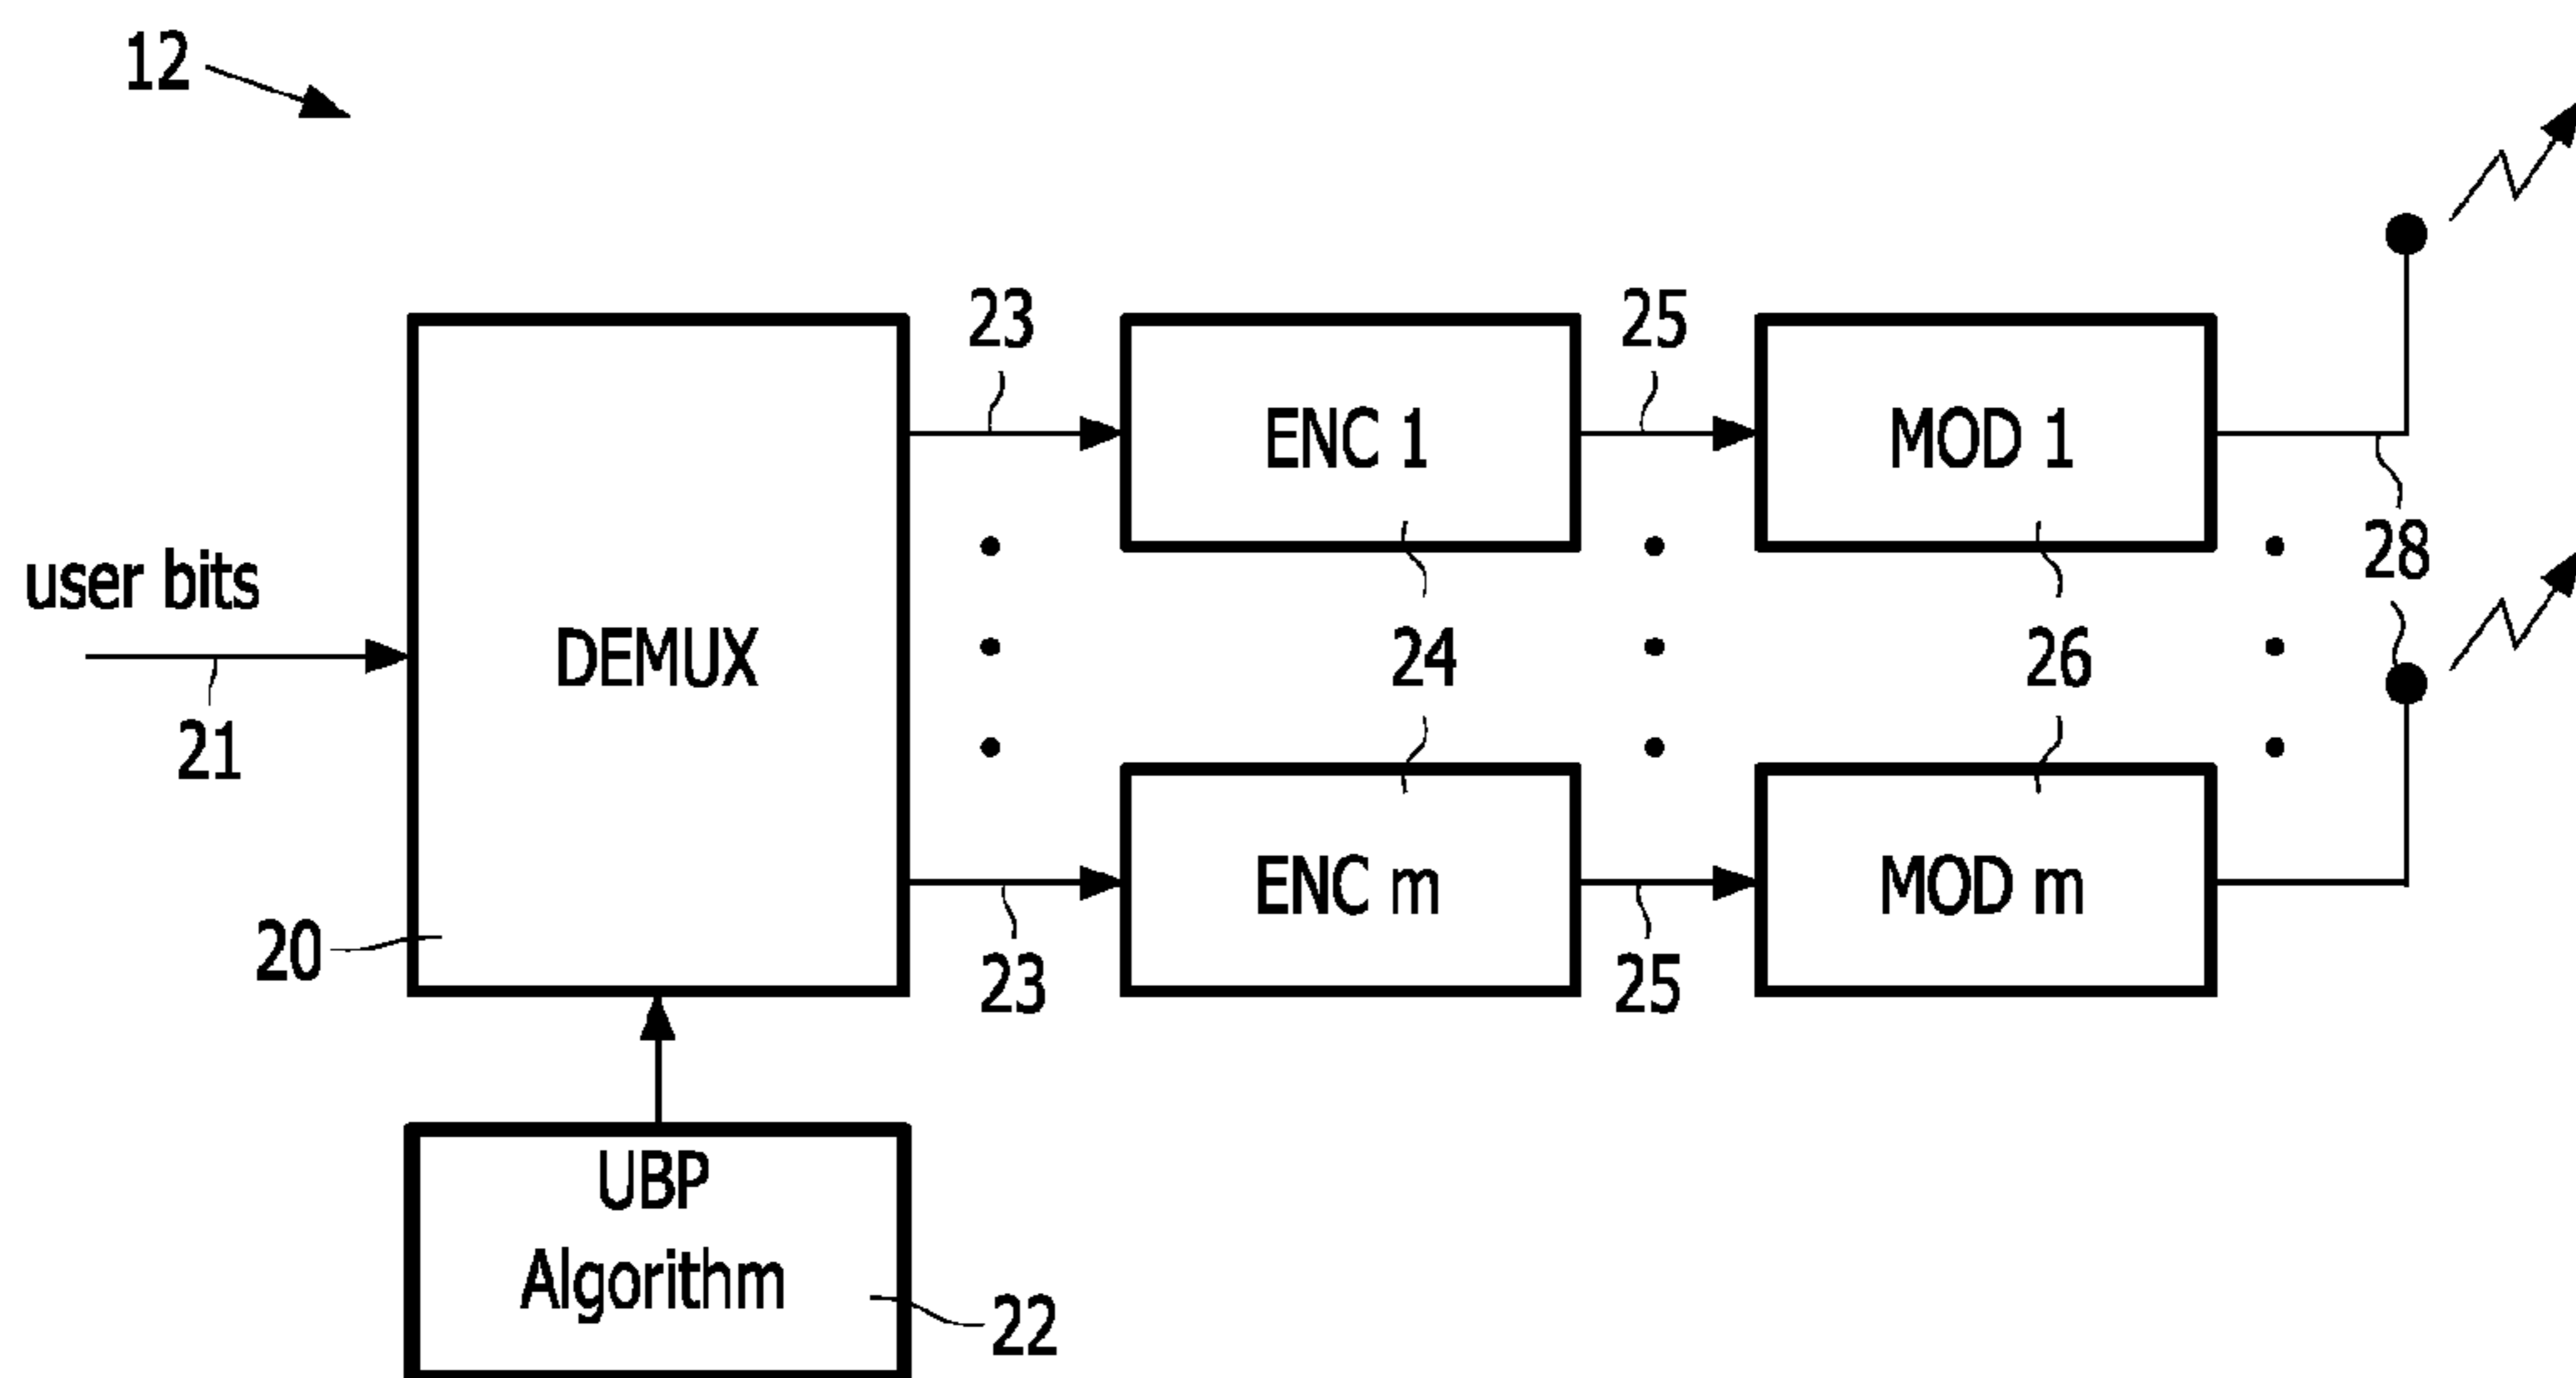 12
23
25
ENC 1
MOD 1
28
user bits
DEMUX
24
26
21
ENC m
MOD m
20
23
25
UBP
Algorithm
22